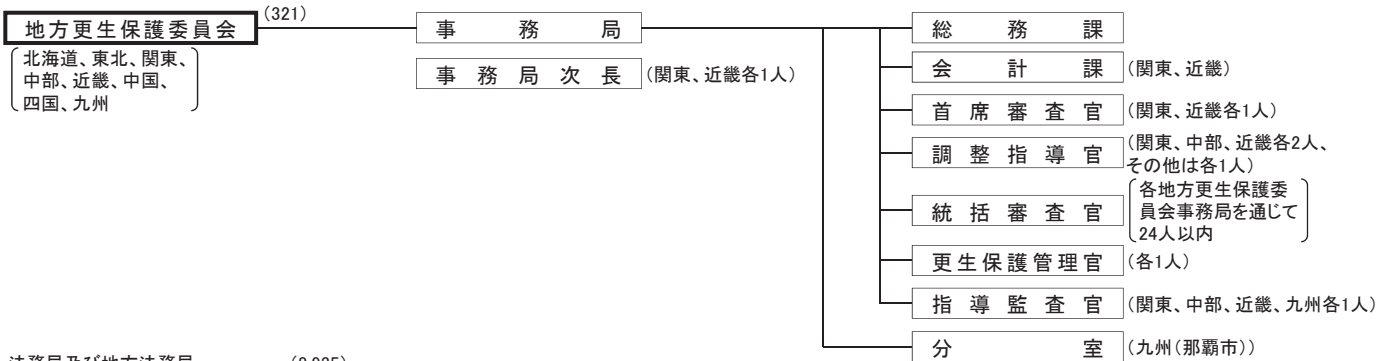 地方更生保護委員会 (321)
北海道、東北、関東、
中部、近畿、中国、
四国、九州
事務局
事務局次長 (関東、近畿各1人)
総務課
会計課 (関東、近畿)
首席審査官 (関東、近畿各1人)
調整指導官 (関東、中部、近畿各2人、
その他は各1人)
統括審査官 各地方更生保護委
員会事務局を通じて
24人以内
更生保護管理官 (各1人)
指導監査官 (関東、中部、近畿、九州各1人)
分室 (九州(那覇市))